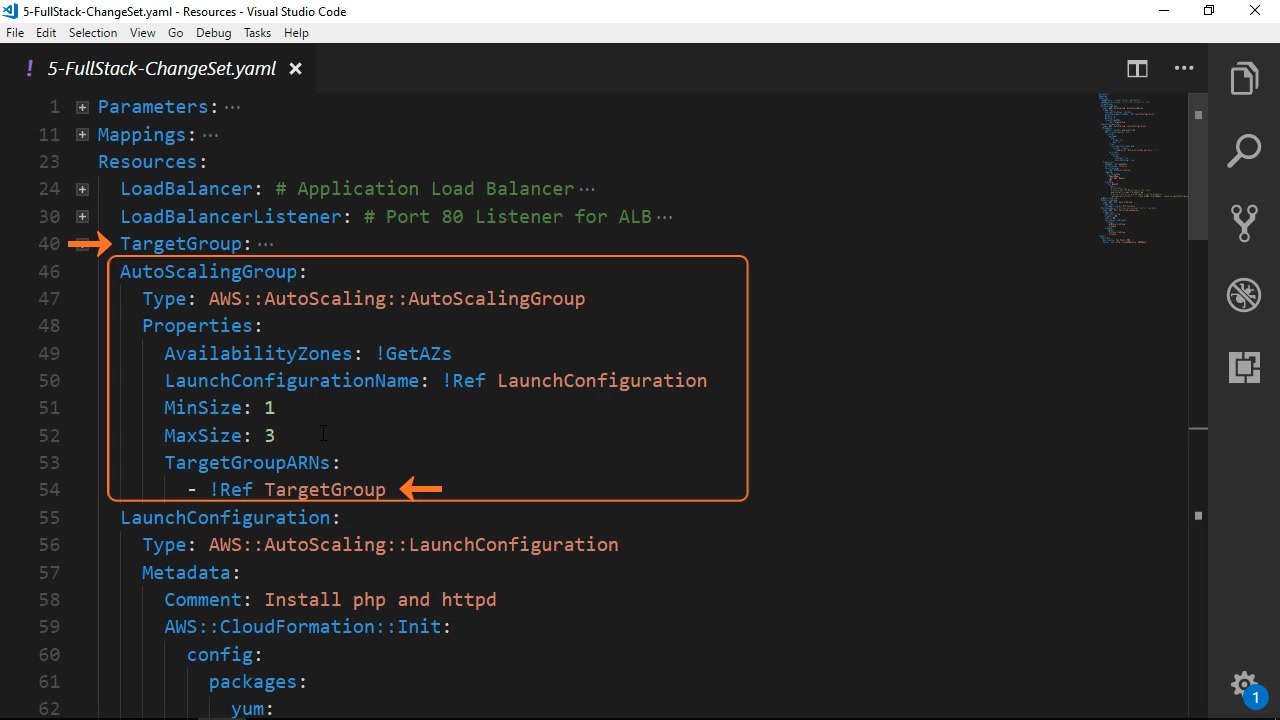 5-FullStack-ChangeSet.yaml - Resources - Visual Studio Code
File Edit Selection View Go Debug Tasks Help
! 5-FullStack-ChangeSet.yaml
1 Parameters: ...
11 Mappings: ...
23 Resources:
24 LoadBalancer: # Application Load Balancer ...
30 LoadBalancerListener: # Port 80 Listener for ALB ...
40 TargetGroup: ...
46 AutoScalingGroup:
47 Type: AWS::AutoScaling::AutoScalingGroup
48 Properties:
49 AvailabilityZones: !GetAZs
50 LaunchConfigurationName: !Ref LaunchConfiguration
51 MinSize: 1
52 MaxSize: 3
53 TargetGroupARNs:
54 - !Ref TargetGroup
55 LaunchConfiguration:
56 Type: AWS::AutoScaling::LaunchConfiguration
57 Metadata:
58 Comment: Install php and httpd
59 AWS::CloudFormation::Init:
60 config:
61 packages:
62 yum:
1